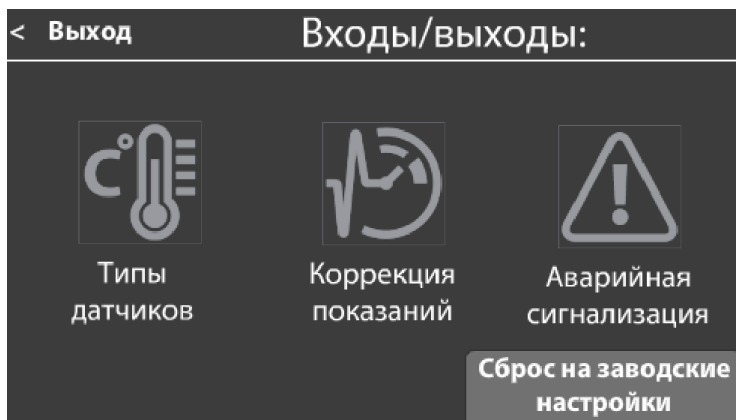 < Выход
Входы/выходы:
C°
Типы
датчиков
Коррекция
показаний
Аварийная
сигнализация
Сброс на заводские
настройки